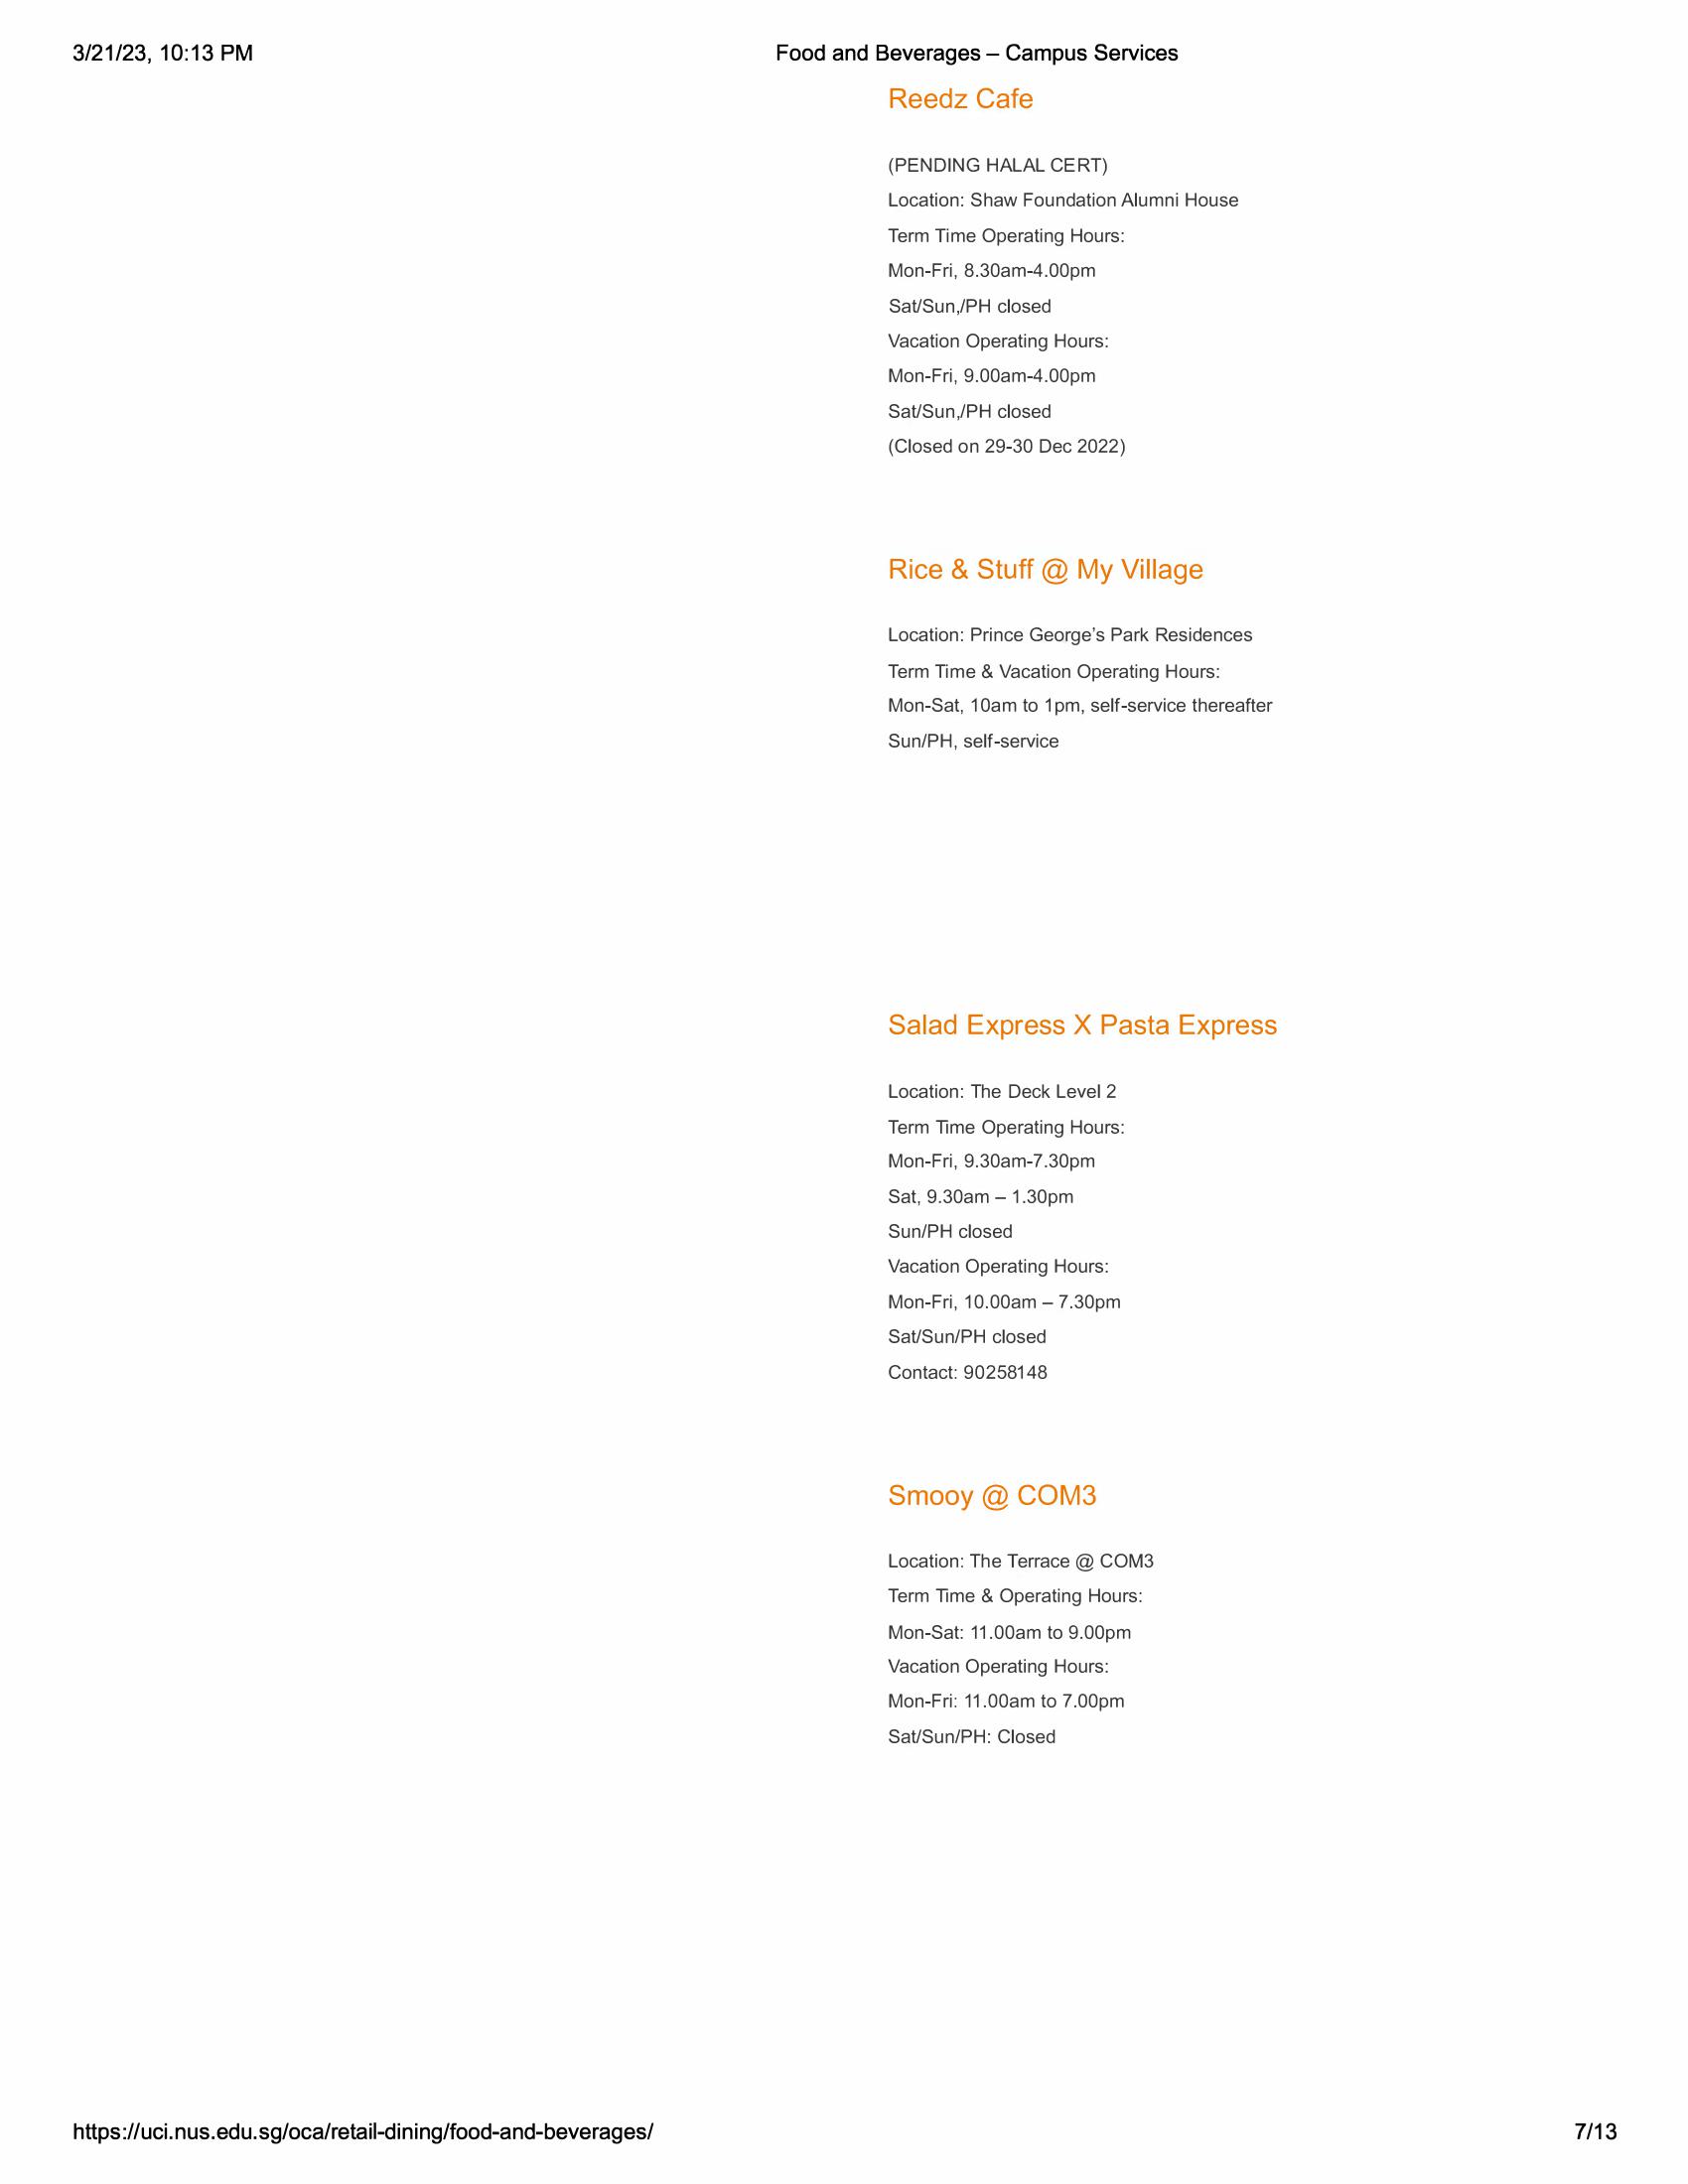 3/21/23, 10:13 PM
Food and Beverages – Campus Services
Reedz Cafe
(PENDING HALAL CERT)
Location: Shaw Foundation Alumni House
Term Time Operating Hours:
Mon-Fri, 8.30am-4.00pm
Sat/Sun,/PH closed
Vacation Operating Hours:
Mon-Fri, 9.00am-4.00pm
Sat/Sun,/PH closed
(Closed on 29-30 Dec 2022)
Rice & Stuff @ My Village
Location: Prince George’s Park Residences
Term Time & Vacation Operating Hours:
Mon-Sat, 10am to 1pm, self-service thereafter
Sun/PH, self-service
Salad Express X Pasta Express
Location: The Deck Level 2
Term Time Operating Hours:
Mon-Fri, 9.30am-7.30pm
Sat, 9.30am – 1.30pm
Sun/PH closed
Vacation Operating Hours:
Mon-Fri, 10.00am – 7.30pm
Sat/Sun/PH closed
Contact: 90258148
Smooy @ COM3
Location: The Terrace @ COM3
Term Time & Operating Hours:
Mon-Sat: 11.00am to 9.00pm
Vacation Operating Hours:
Mon-Fri: 11.00am to 7.00pm
Sat/Sun/PH: Closed
https://uci.nus.edu.sg/oca/retail-dining/food-and-beverages/
7/13